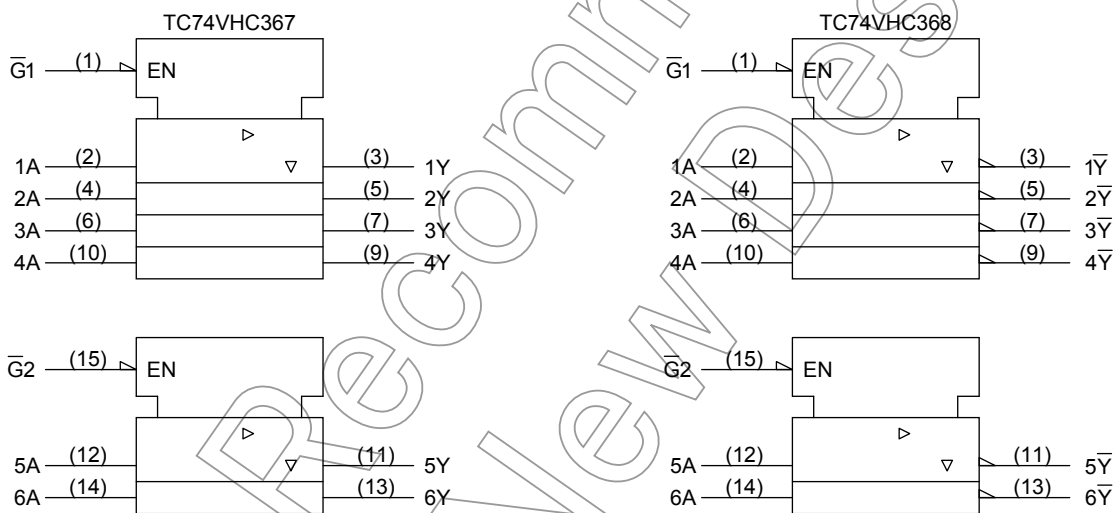 TC74VHC367 TC74VHC368
G̅1 (1) EN G̅1 (1) EN
1A (2) (3) 1Y 1A (2) (3) 1Y̅
2A (4) (5) 2Y 2A (4) (5) 2Y̅
3A (6) (7) 3Y 3A (6) (7) 3Y̅
4A (10) (9) 4Y 4A (10) (9) 4Y̅
G̅2 (15) EN G̅2 (15) EN
5A (12) (11) 5Y 5A (12) (11) 5Y̅
6A (14) (13) 6Y 6A (14) (13) 6Y̅